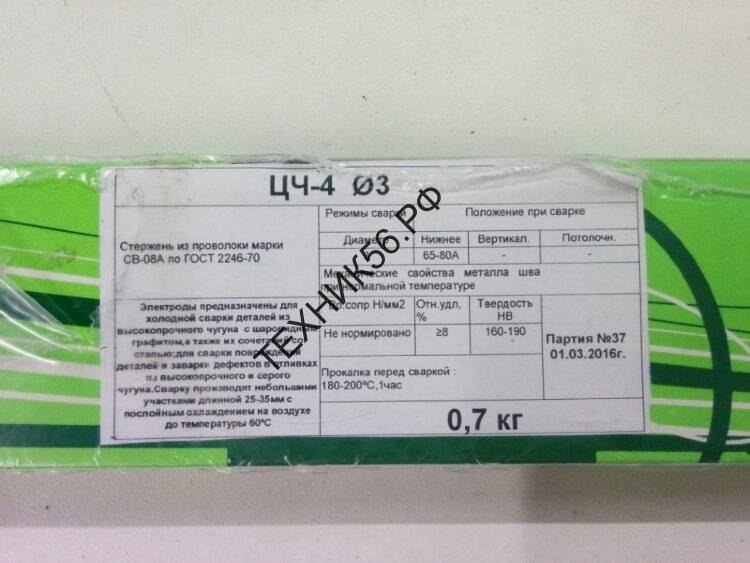 ЦЧ-4 Ø3
Стержень из проволоки марки
СВ-08А по ГОСТ 2246-70
Электроды предназначены для
холодной сварки деталей из
высокопрочного чугуна с шаровидным
графитом,а также их сочетаний со
сталью;для сварки повреждений
деталей и заварки дефектов в отливках
из высокопрочного и серого
чугуна.Сварку производят небольшими
участками длинной 25-35мм с
послойным охлаждением на воздухе
до температуры 60ºС
Режимы сварки Положение при сварке
Диаметр Нижнее Вертикал. Потолочн.
65-80А - -
Механические свойства металла шва
при нормальной температуре
сопр Н/мм2 Отн.удл, % Твердость НВ
Не нормировано ≥8 160-190
-
Прокалка перед сваркой :
180-200ºС,1час
Партия №37
01.03.2016г.
0,7 кг
ТЕХНИК56.РФ